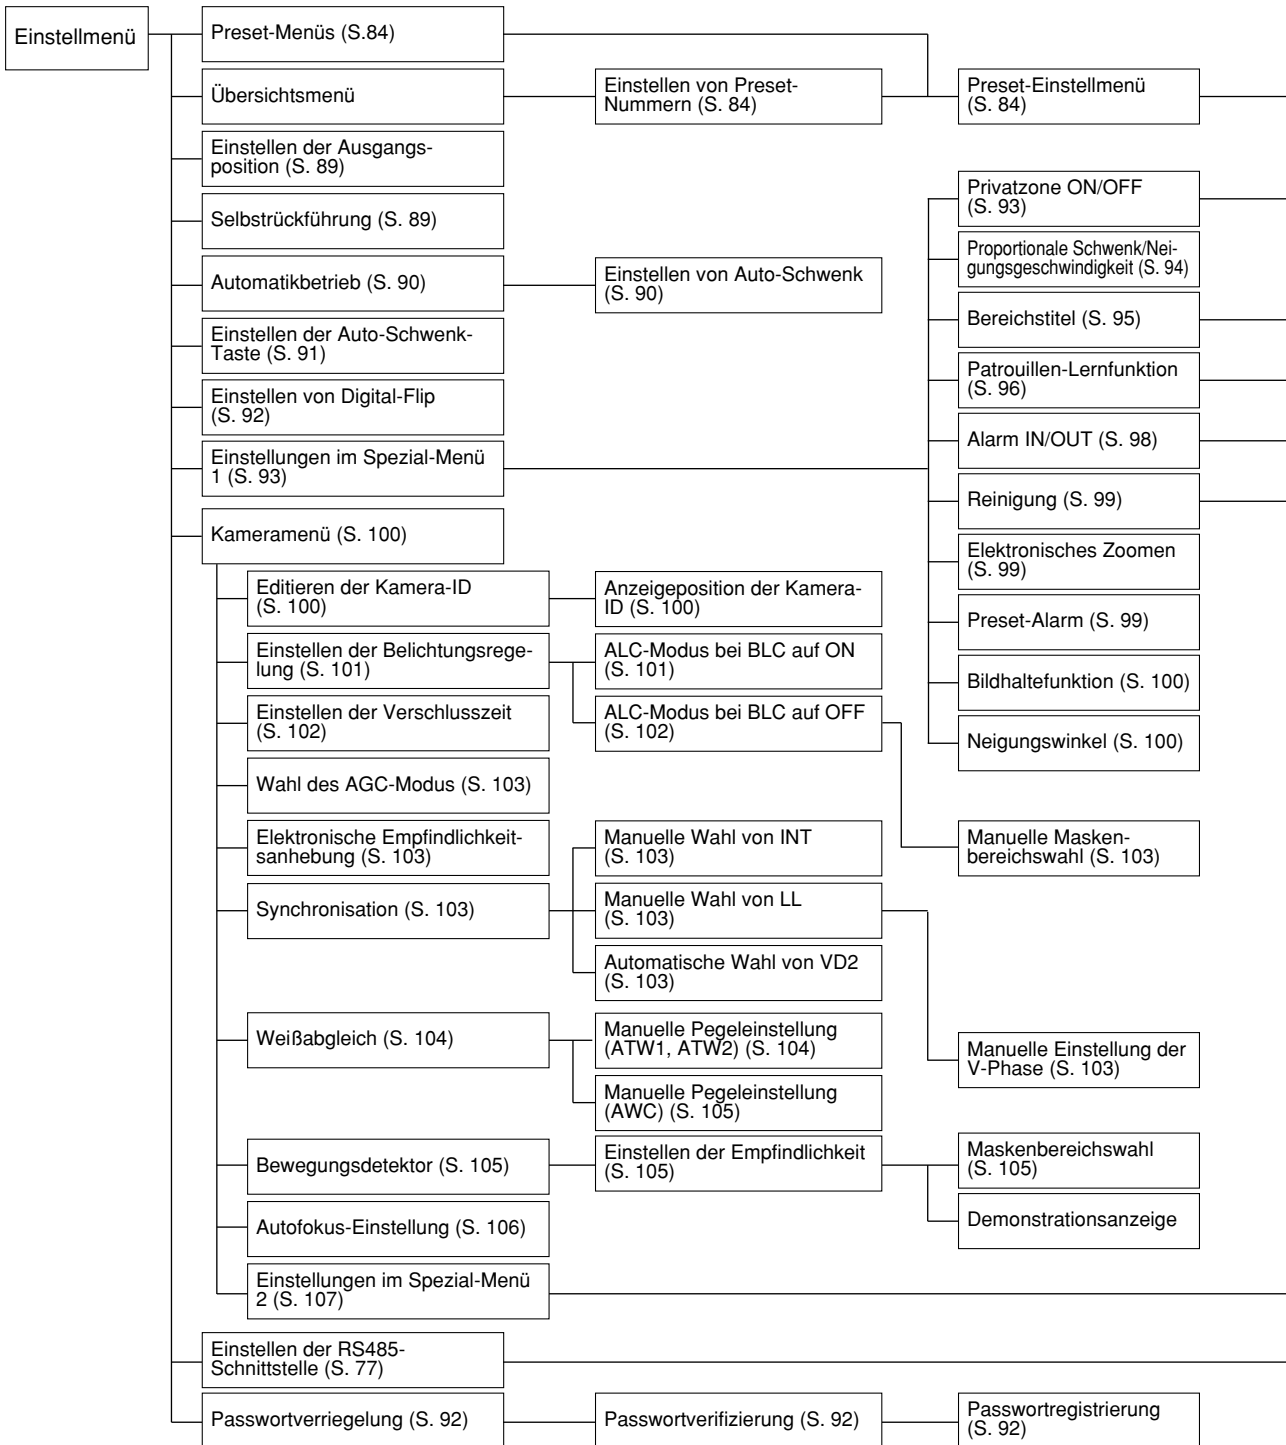 Einstellmenü
Preset-Menüs (S.84)
Übersichtsmenü
Einstellen von Preset-
Nummern (S. 84)
Preset-Einstellmenü
(S. 84)
Einstellen der Ausgangs-
position (S. 89)
Selbstrückführung (S. 89)
Automatikbetrieb (S. 90)
Einstellen von Auto-Schwenk
(S. 90)
Einstellen der Auto-Schwenk-
Taste (S. 91)
Einstellen von Digital-Flip
(S. 92)
Einstellungen im Spezial-Menü
1 (S. 93)
Privatzone ON/OFF
(S. 93)
Proportionale Schwenk/Nei-
gungsgeschwindigkeit (S. 94)
Bereichstitel (S. 95)
Patrouillen-Lernfunktion
(S. 96)
Alarm IN/OUT (S. 98)
Reinigung (S. 99)
Elektronisches Zoomen
(S. 99)
Preset-Alarm (S. 99)
Bildhaltefunktion (S. 100)
Neigungswinkel (S. 100)
Kameramenü (S. 100)
Editieren der Kamera-ID
(S. 100)
Anzeigeposition der Kamera-
ID (S. 100)
Einstellen der Belichtungsrege-
lung (S. 101)
ALC-Modus bei BLC auf ON
(S. 101)
Einstellen der Verschlusszeit
(S. 102)
ALC-Modus bei BLC auf OFF
(S. 102)
Wahl des AGC-Modus (S. 103)
Elektronische Empfindlichkeit-
sanhebung (S. 103)
Manuelle Wahl von INT
(S. 103)
Manuelle Masken-
bereichswahl (S. 103)
Synchronisation (S. 103)
Manuelle Wahl von LL
(S. 103)
Automatische Wahl von VD2
(S. 103)
Weißabgleich (S. 104)
Manuelle Pegeleinstellung
(ATW1, ATW2) (S. 104)
Manuelle Einstellung der
V-Phase (S. 103)
Manuelle Pegeleinstellung
(AWC) (S. 105)
Bewegungsdetektor (S. 105)
Einstellen der Empfindlichkeit
(S. 105)
Maskenbereichswahl
(S. 105)
Demonstrationsanzeige
Autofokus-Einstellung (S. 106)
Einstellungen im Spezial-Menü
2 (S. 107)
Einstellen der RS485-
Schnittstelle (S. 77)
Passwortverriegelung (S. 92)
Passwortverifizierung (S. 92)
Passwortregistrierung
(S. 92)